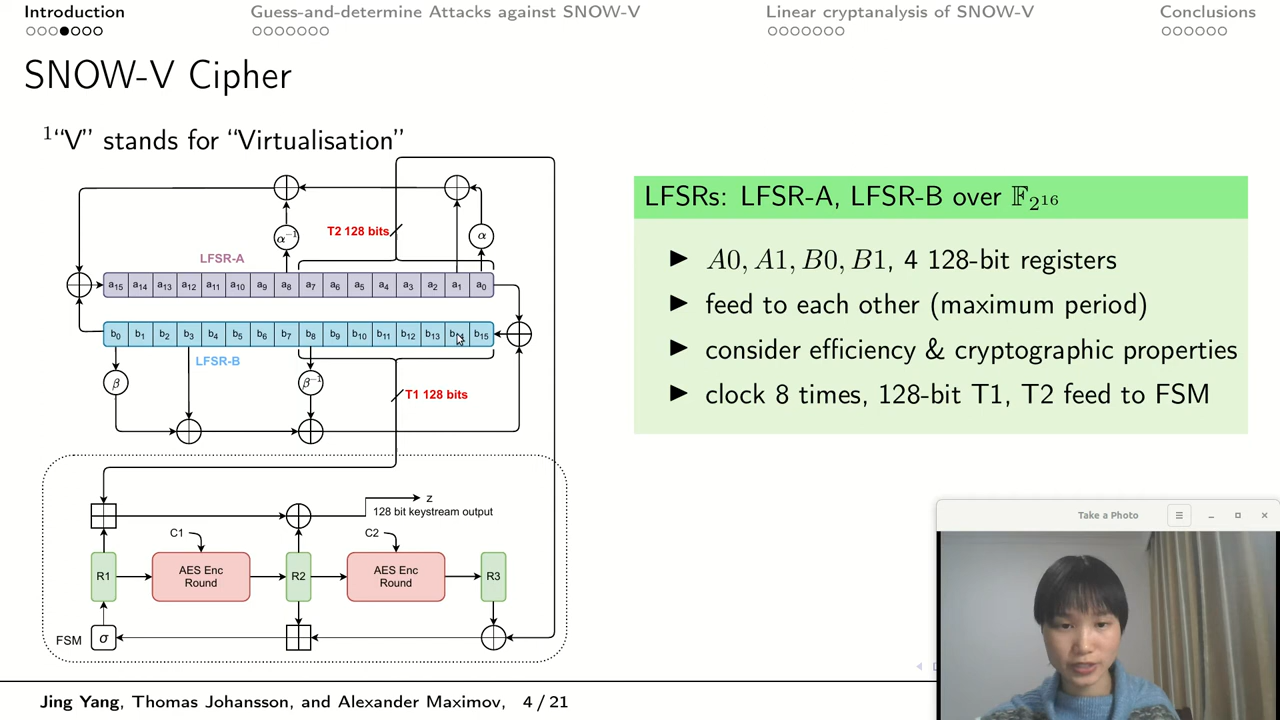 Introduction
Guess-and-determine Attacks against SNOW-V
Linear cryptanalysis of SNOW-V
Conclusions
SNOW-V Cipher
¹“V” stands for “Virtualisation”
α⁻¹
T2 128 bits
α
LFSR-A
a₁₅ a₁₄ a₁₃ a₁₂ a₁₁ a₁₀ a₉ a₈ a₇ a₆ a₅ a₄ a₃ a₂ a₁ a₀
b₀ b₁ b₂ b₃ b₄ b₅ b₆ b₇ b₈ b₉ b₁₀ b₁₁ b₁₂ b₁₃ b₁₅
LFSR-B
β
β⁻¹
T1 128 bits
z
128 bit keystream output
C1
C2
R1
AES Enc
Round
R2
AES Enc
Round
R3
FSM
σ
LFSRs: LFSR-A, LFSR-B over 𝔽₂¹⁶
▶ A0, A1, B0, B1, 4 128-bit registers
▶ feed to each other (maximum period)
▶ consider efficiency & cryptographic properties
▶ clock 8 times, 128-bit T1, T2 feed to FSM
Take a Photo
Jing Yang, Thomas Johansson, and Alexander Maximov, 4 / 21